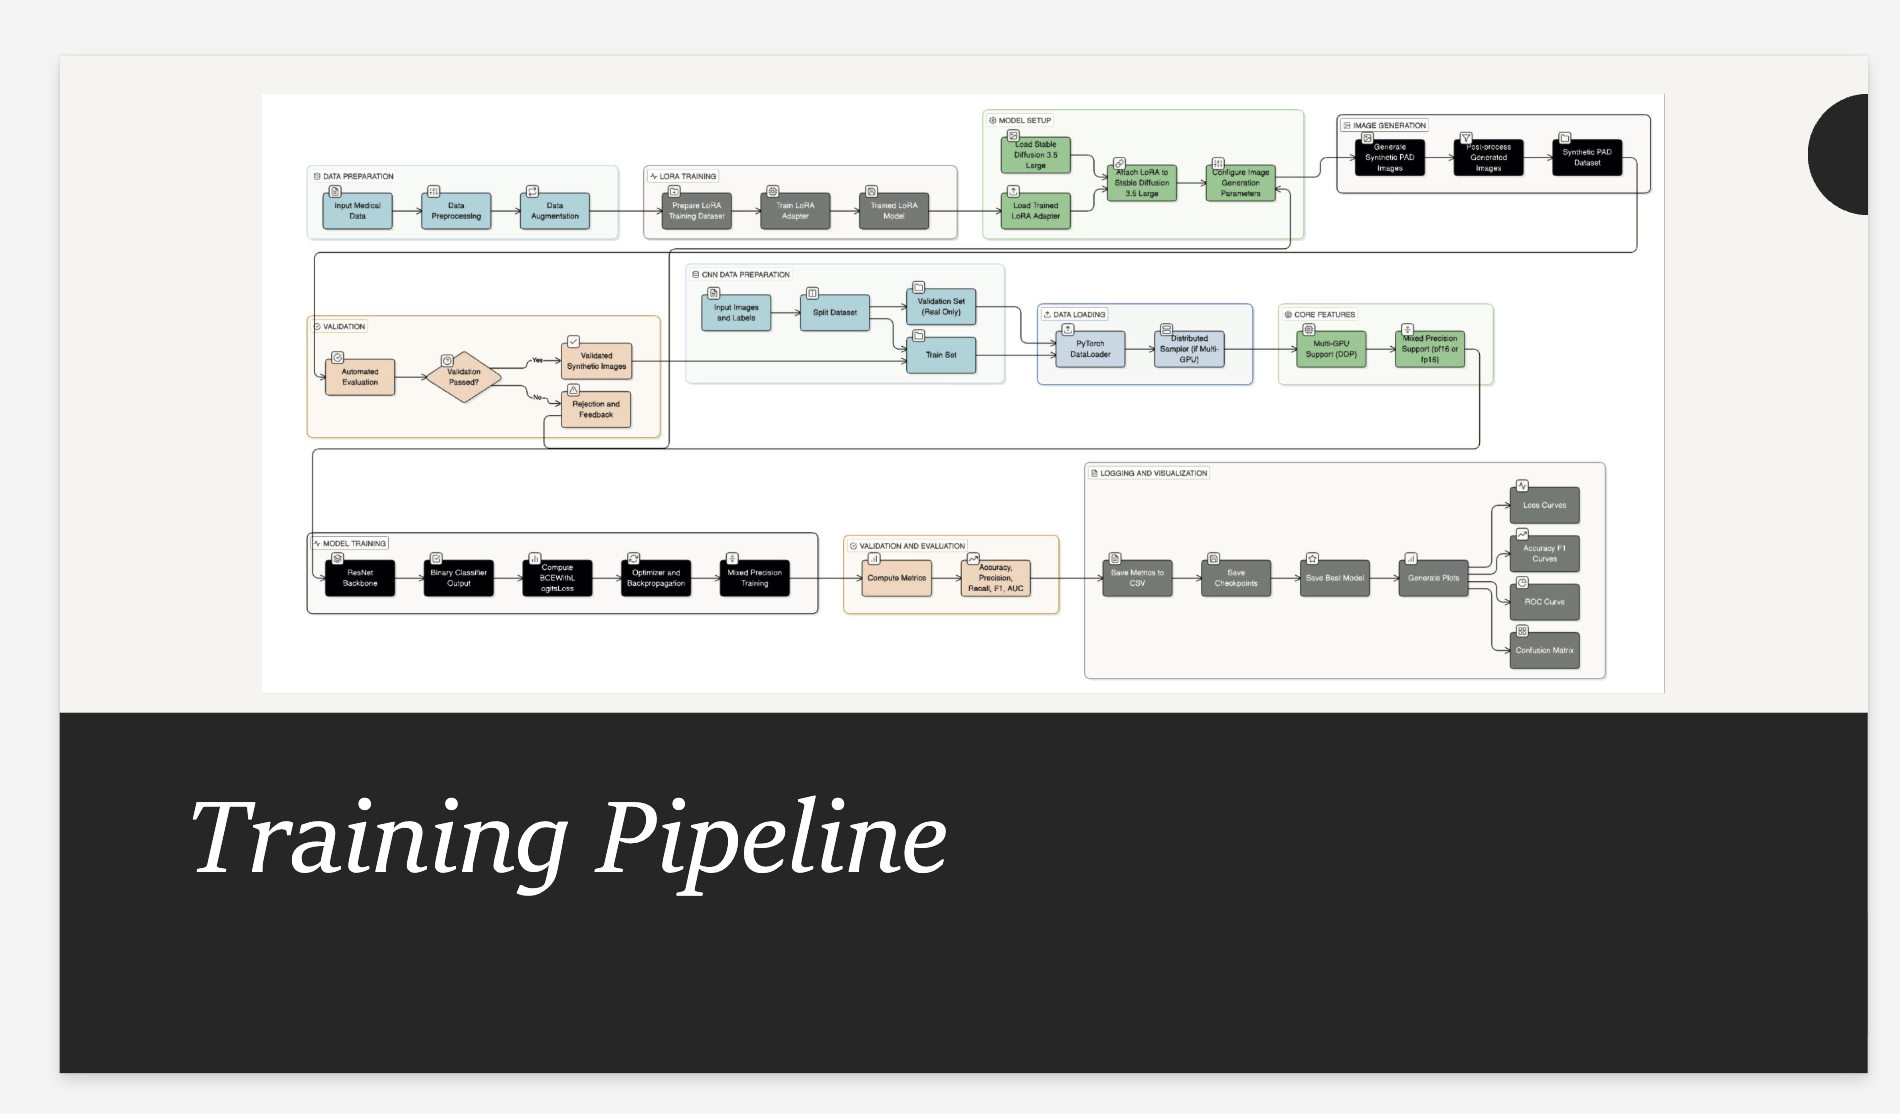 DATA PREPARATION
Input Medical
Data
Data
Preprocessing
Data
Augmentation
LORA TRAINING
Prepare LoRA
Training Dataset
Train LoRA
Adapter
Trained LoRA
Model
MODEL SETUP
Load Stable
Diffusion 3.5
Large
Load Trained
LoRA Adapter
Attach LoRA to
Stable Diffusion
3.5 Large
Configure Image
Generation
Parameters
IMAGE GENERATION
Generate
Synthetic PAD
Images
Post-process
Generated
Images
Synthetic PAD
Dataset
VALIDATION
Automated
Evaluation
Validation
Passed?
Yes
No
Validated
Synthetic Images
Rejection and
Feedback
CNN DATA PREPARATION
Input Images
and Labels
Split Dataset
Validation Set
(Real Only)
Train Set
DATA LOADING
PyTorch
DataLoader
Distributed
Sampler (if Multi-
GPU)
CORE FEATURES
Multi-GPU
Support (DDP)
Mixed Precision
Support (bf16 or
fp16)
MODEL TRAINING
ResNet
Backbone
Binary Classifier
Output
Compute
BCEWithL
ogitsLoss
Optimizer and
Backpropagation
Mixed Precision
Training
VALIDATION AND EVALUATION
Compute Metrics
Accuracy,
Precision,
Recall, F1, AUC
LOGGING AND VISUALIZATION
Save Metrics to
CSV
Save
Checkpoints
Save Best Model
Generate Plots
Loss Curves
Accuracy F1
Curves
ROC Curve
Confusion Matrix
Training Pipeline